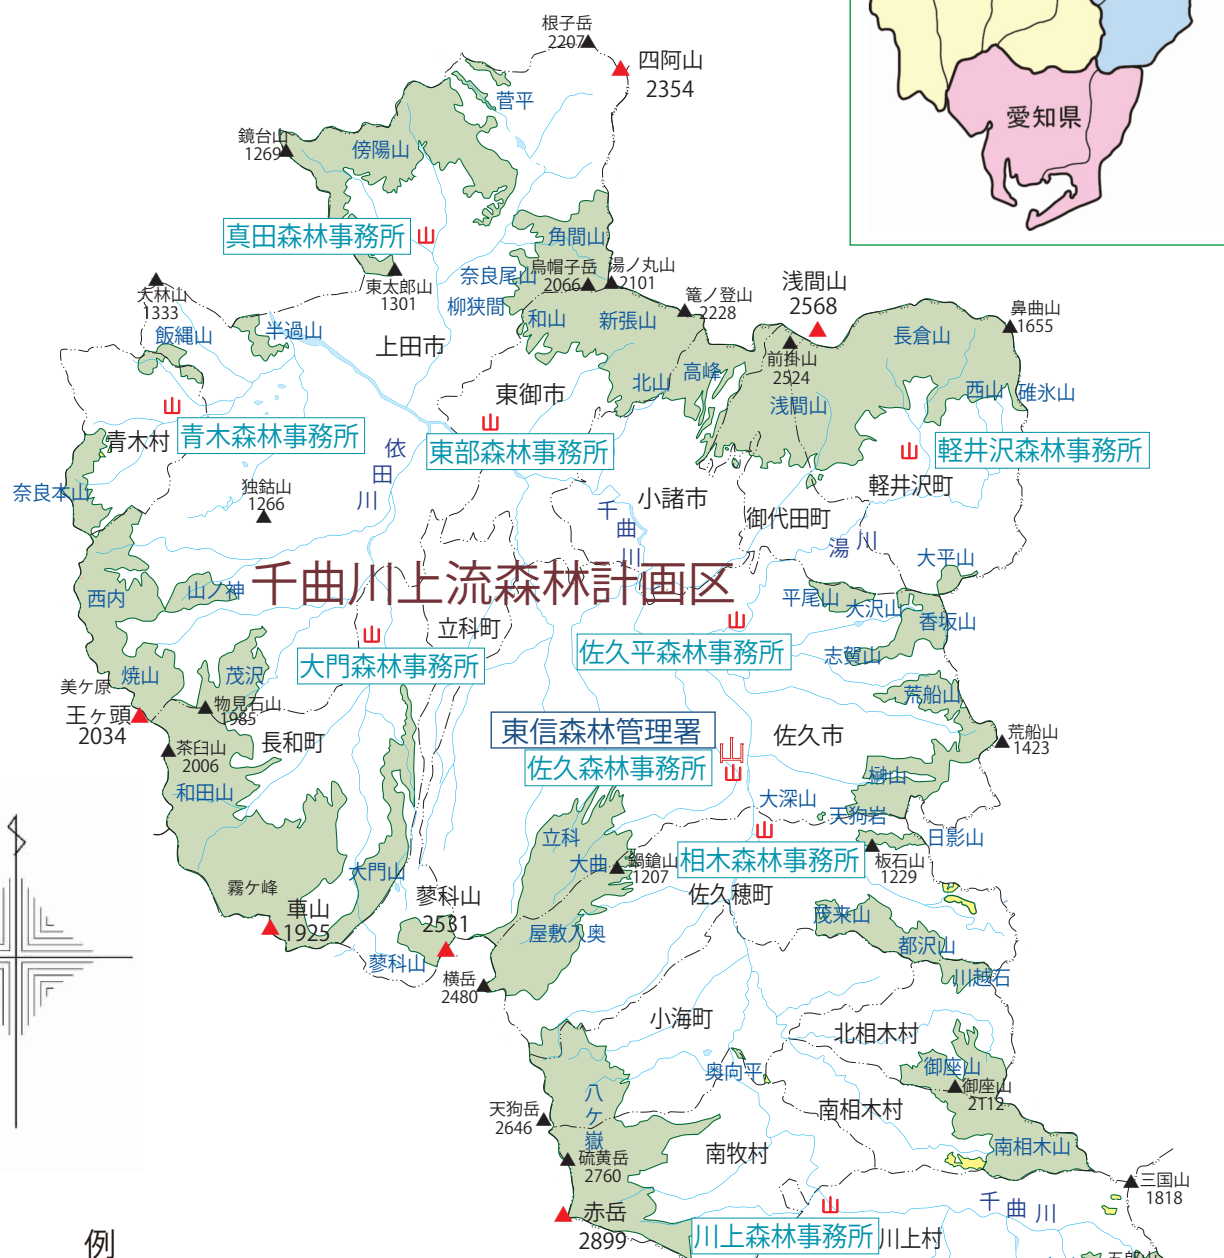 根子岳
2207
四阿山
2354
菅平
愛知県
鏡台山
1269
傍陽山
真田森林事務所
角間山
奈良尾山
烏帽子岳
2066
湯ノ丸山
2101
東太郎山
1301
柳狭間
大林山
1333
飯縄山
半過山
上田市
和山
新張山
篭ノ登山
2228
浅間山
2568
前掛山
2524
長倉山
鼻曲山
1655
北山
高峰
東御市
浅間山
西山
碓氷山
青木村
青木森林事務所
東部森林事務所
軽井沢森林事務所
依田川
奈良本山
独鈷山
1266
千曲川
小諸市
御代田町
軽井沢町
湯川
大平山
千曲川上流森林計画区
西内
山ノ神
平尾山
大沢山
香坂山
立科町
大門森林事務所
佐久平森林事務所
志賀山
焼山
茂沢
荒船山
美ケ原
王ヶ頭
2034
物見石山
1985
茶臼山
2006
長和町
東信森林管理署
佐久森林事務所
佐久市
荒船山
1423
和田山
榊山
大深山
天狗岩
日影山
立科
大曲
鍋鎗山
1207
相木森林事務所
板石山
1229
大門山
霧ケ峰
車山
1925
蓼科山
2531
佐久穂町
茂来山
都沢山
川越石
屋敷入奥
蓼科山
横岳
2480
小海町
北相木村
奥向平
御座山
御座山
2112
八ケ嶽
天狗岳
2646
南相木村
南相木山
硫黄岳
2760
南牧村
三国山
1818
赤岳
2899
千曲川
川上森林事務所
川上村
例